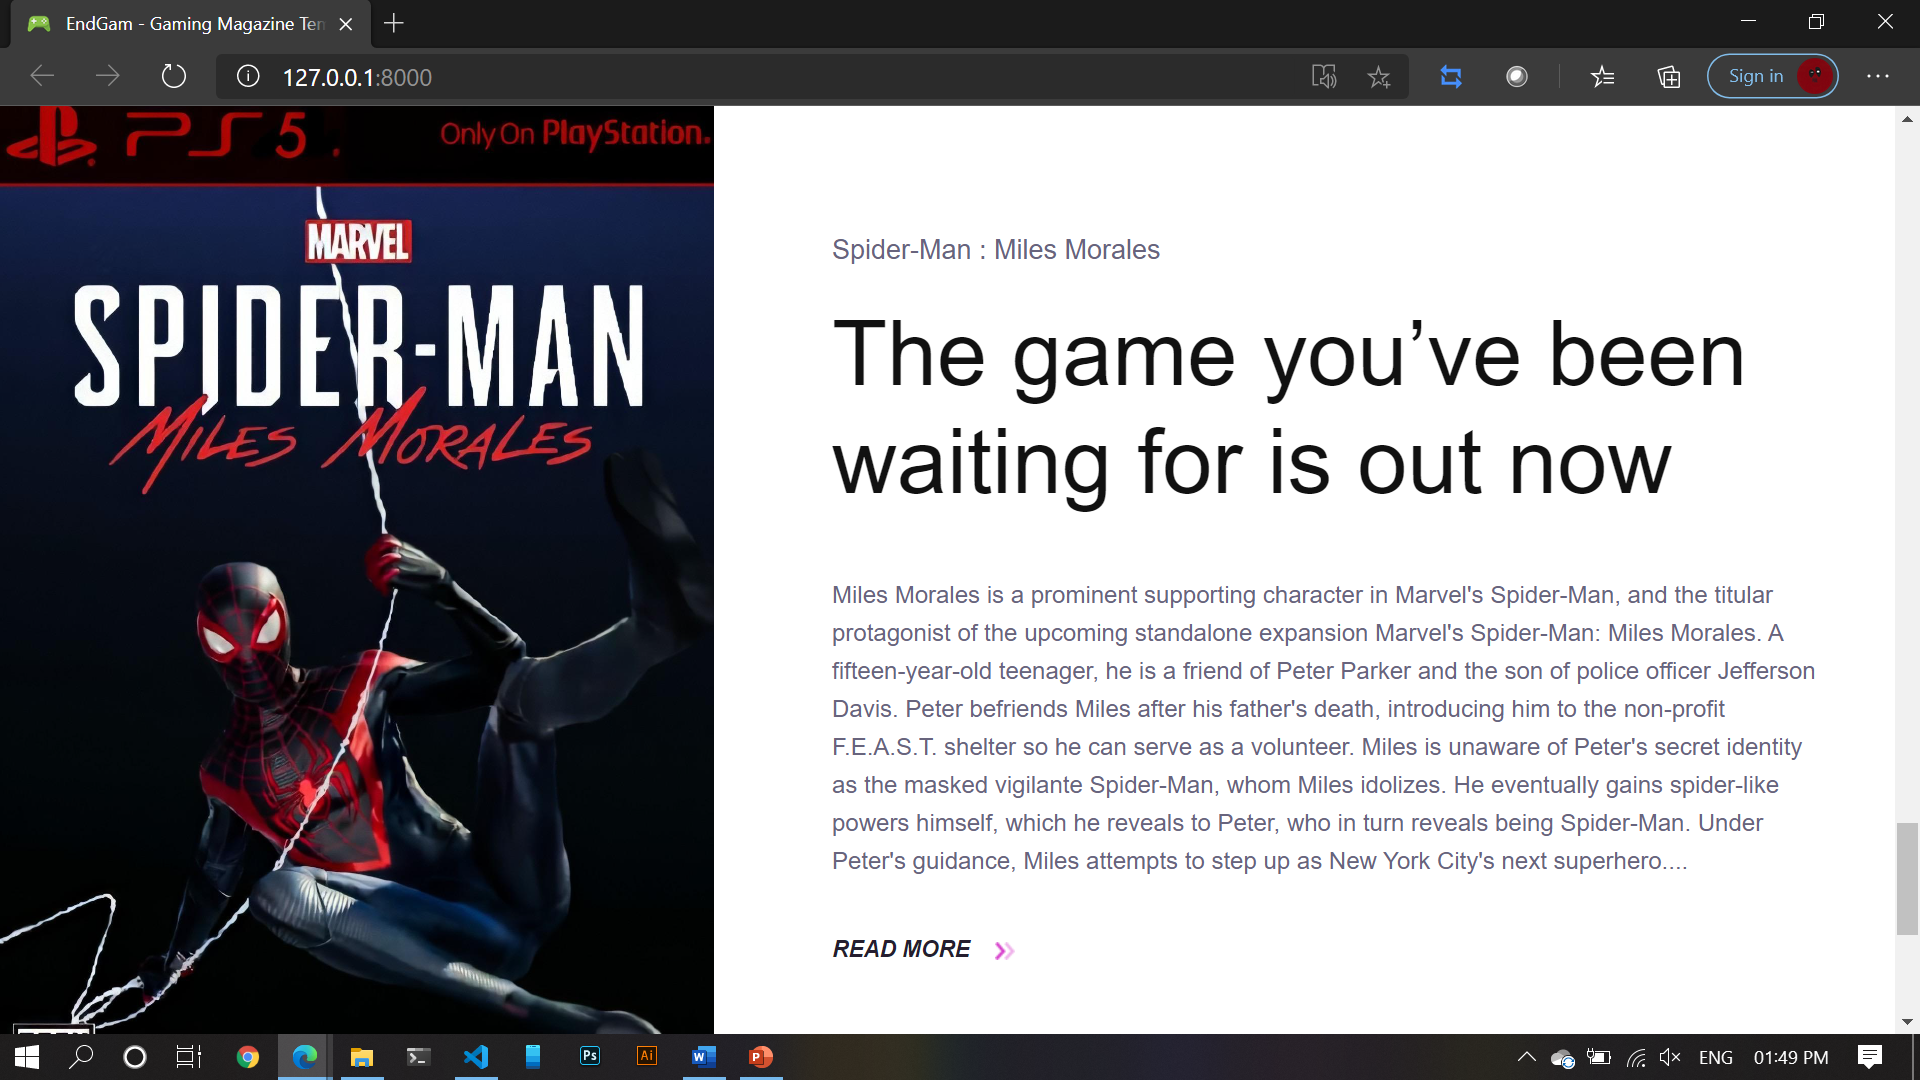 EndGam - Gaming Magazine Ten
127.0.0.1:8000
Sign in
PS5.
Only On PlayStation.
MARVEL
SPIDER-MAN
MILES MORALES
Spider-Man : Miles Morales
The game you’ve been
waiting for is out now
Miles Morales is a prominent supporting character in Marvel's Spider-Man, and the titular
protagonist of the upcoming standalone expansion Marvel's Spider-Man: Miles Morales. A
fifteen-year-old teenager, he is a friend of Peter Parker and the son of police officer Jefferson
Davis. Peter befriends Miles after his father's death, introducing him to the non-profit
F.E.A.S.T. shelter so he can serve as a volunteer. Miles is unaware of Peter's secret identity
as the masked vigilante Spider-Man, whom Miles idolizes. He eventually gains spider-like
powers himself, which he reveals to Peter, who in turn reveals being Spider-Man. Under
Peter's guidance, Miles attempts to step up as New York City's next superhero....
READ MORE
Ps
Ai
W
P
ENG
01:49 PM